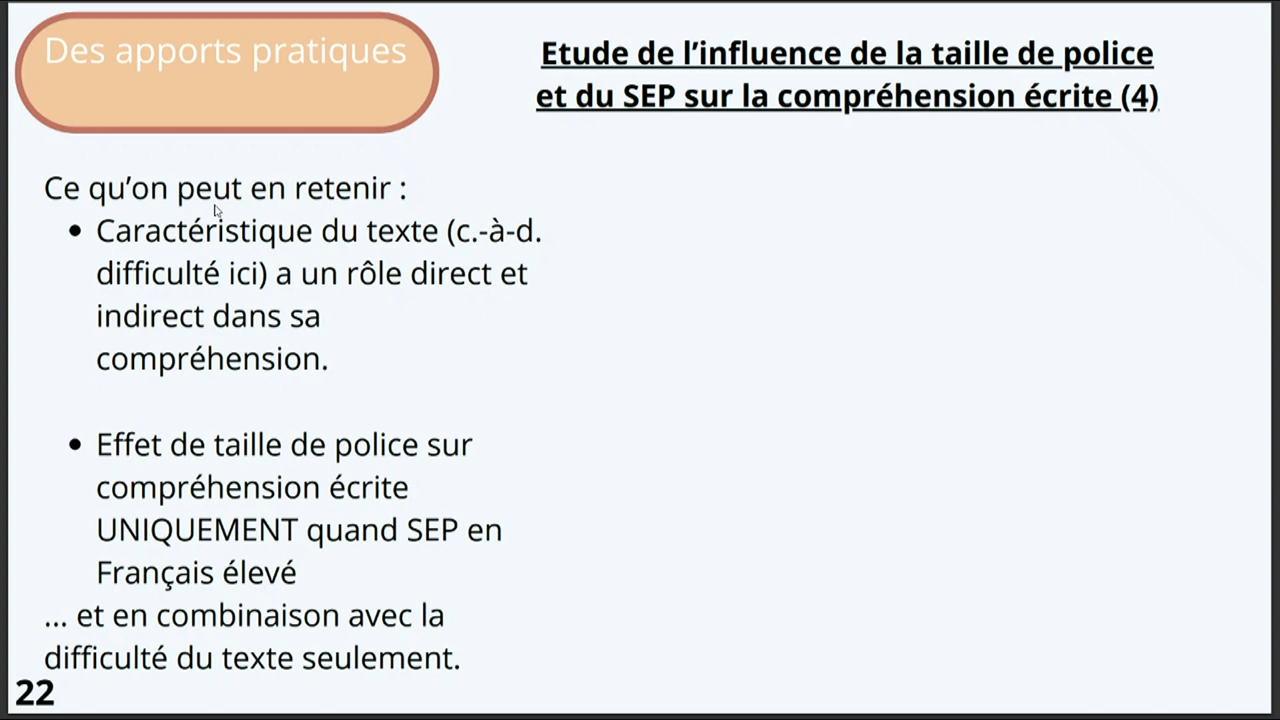 Des apports pratiques
Etude de l’influence de la taille de police
et du SEP sur la compréhension écrite (4)
Ce qu’on peut en retenir :
• Caractéristique du texte (c.-à-d.
difficulté ici) a un rôle direct et
indirect dans sa
compréhension.
• Effet de taille de police sur
compréhension écrite
UNIQUEMENT quand SEP en
Français élevé
... et en combinaison avec la
difficulté du texte seulement.
22